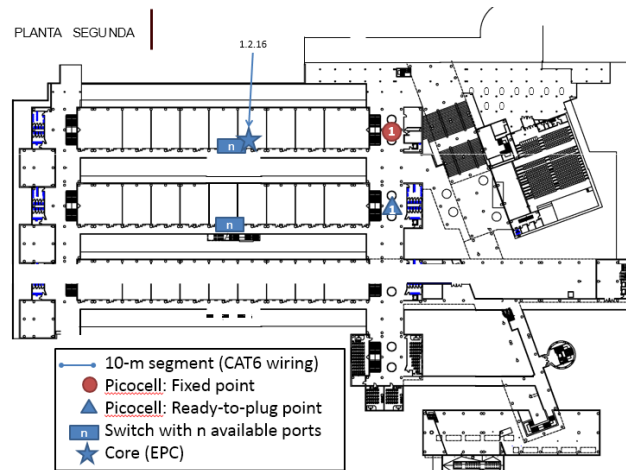 PLANTA SEGUNDA
1.2.16
1
n
1
n
10-m segment (CAT6 wiring)
Picocell: Fixed point
Picocell: Ready-to-plug point
n Switch with n available ports
Core (EPC)